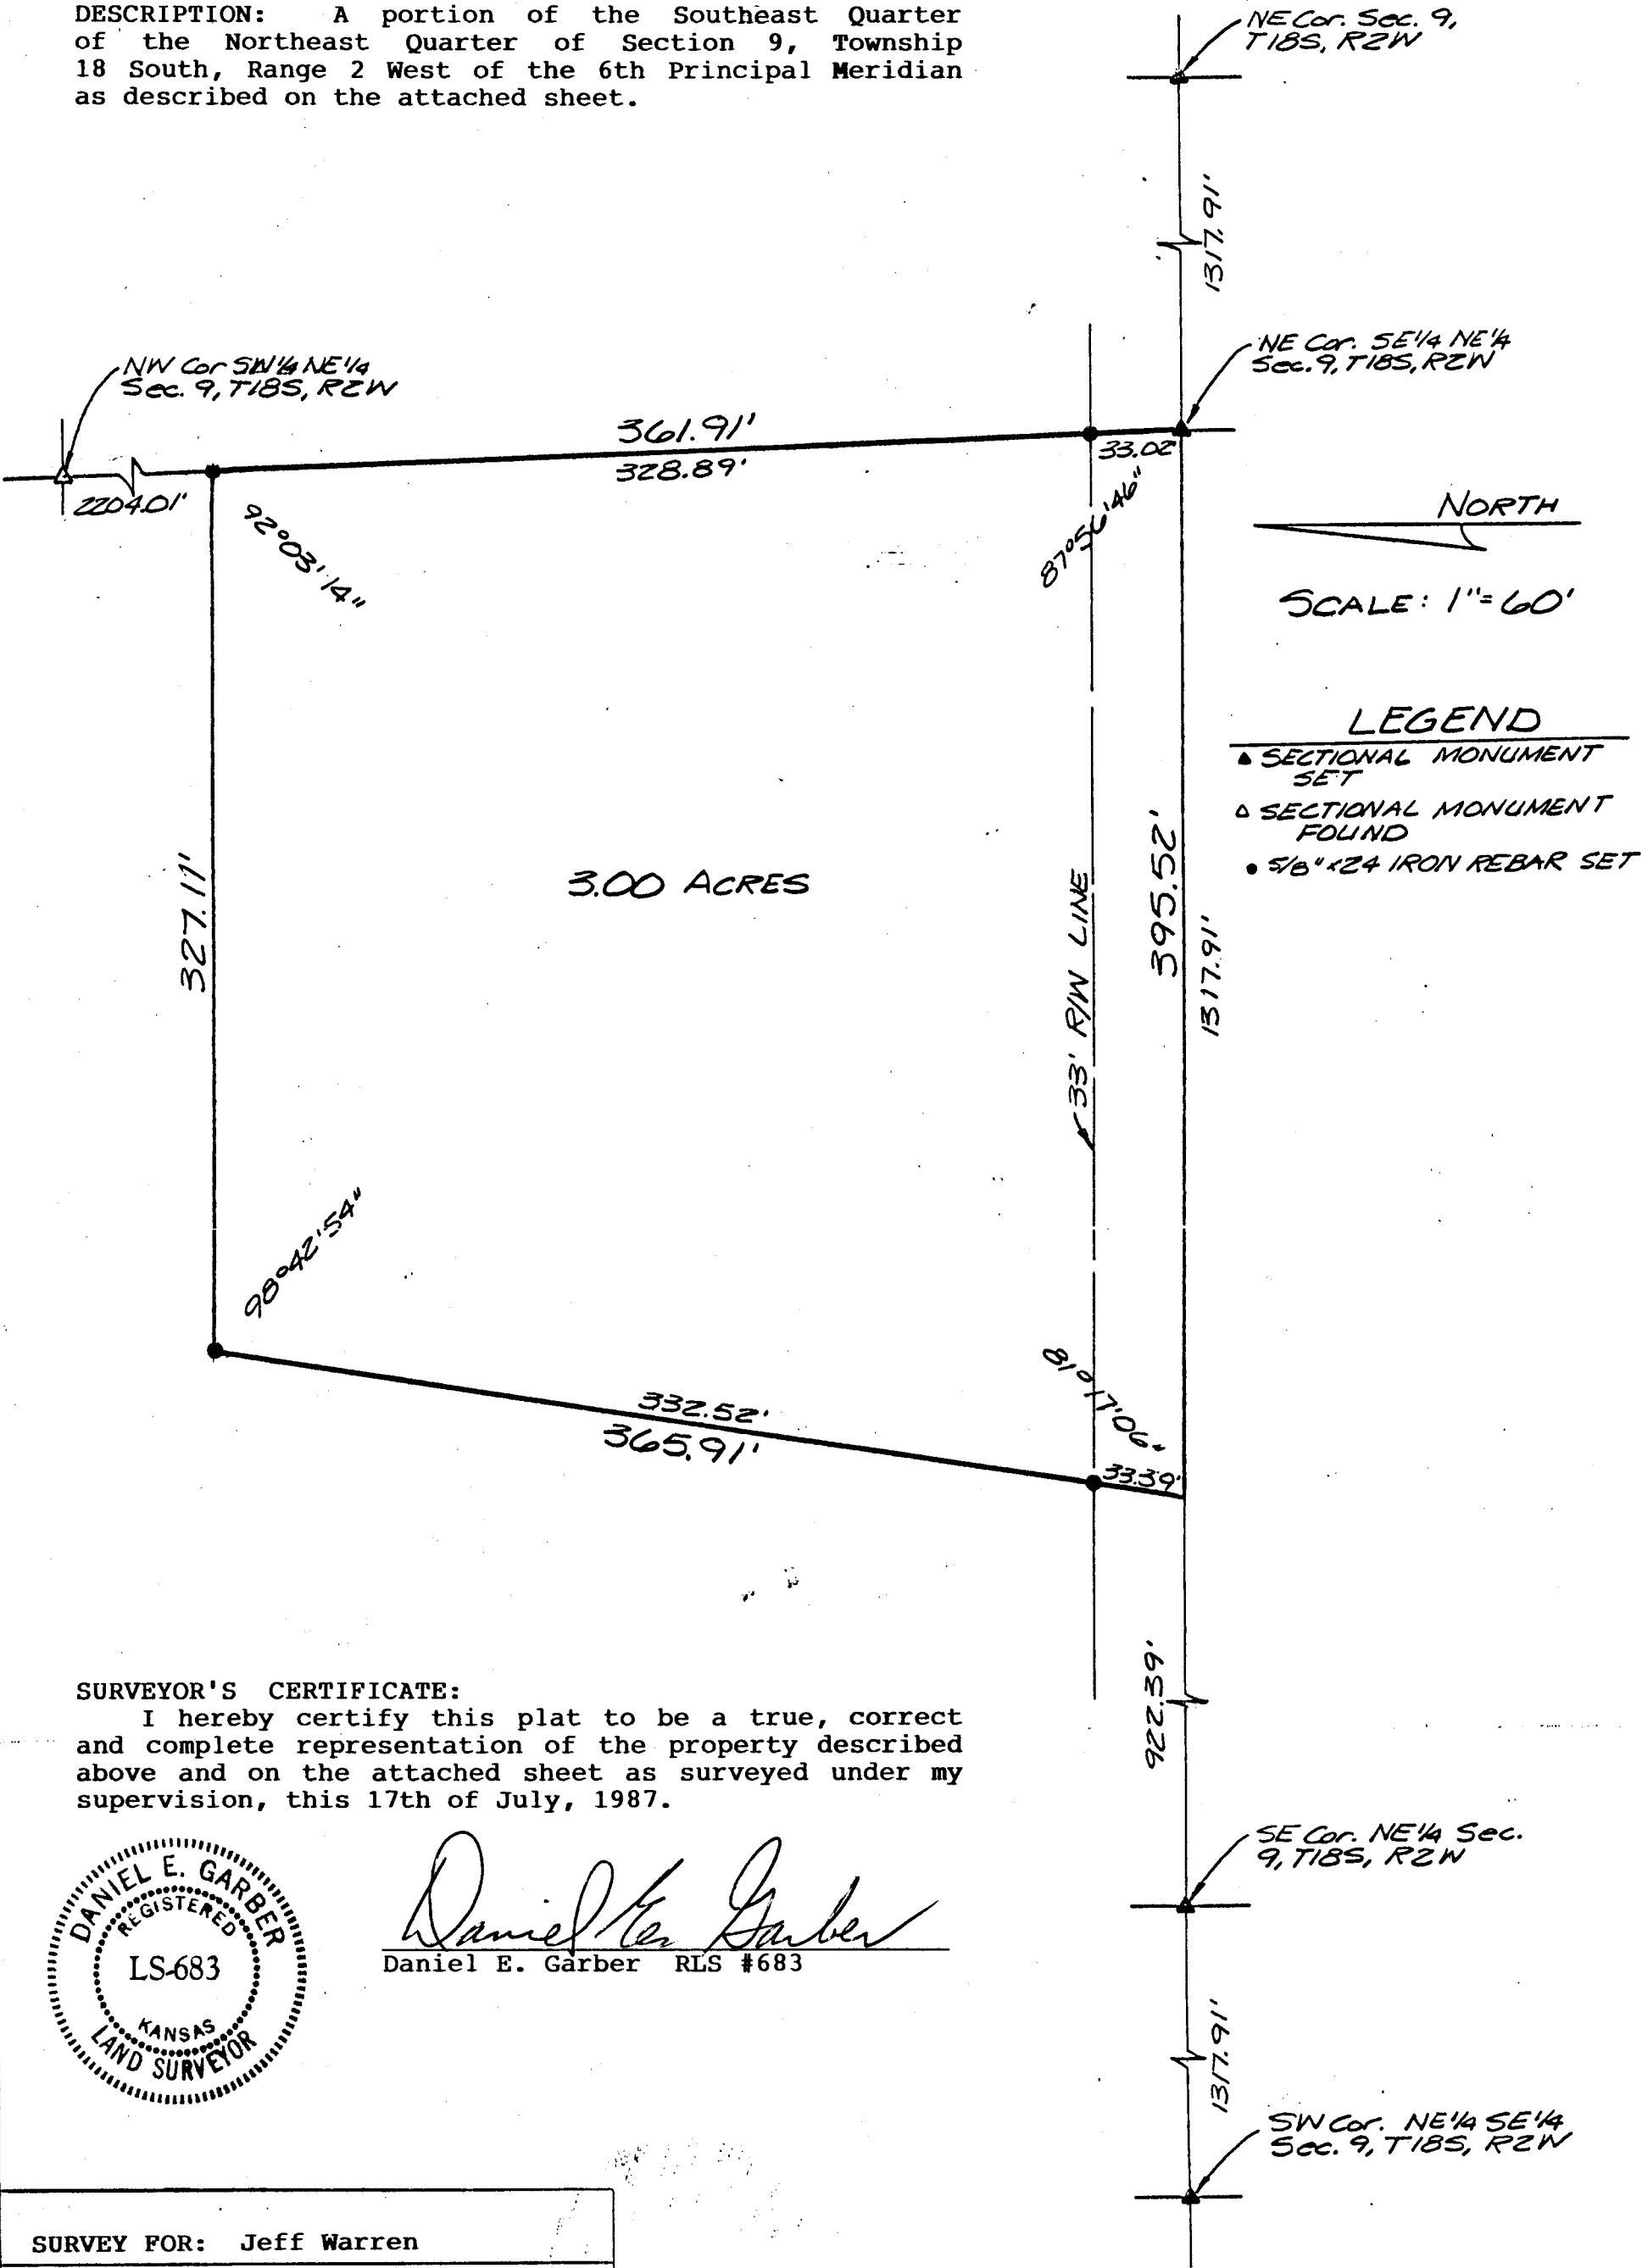 DESCRIPTION: A portion of the Southeast Quarter
of the Northeast Quarter of Section 9, Township
18 South, Range 2 West of the 6th Principal Meridian
as described on the attached sheet.
NE Cor. Sec. 9,
T18S, R2W
1317.91'
NW Cor SW¼ NE¼
Sec. 9, T18S, R2W
NE Cor. SE¼ NE¼
Sec. 9, T18S, R2W
361.91'
328.89'
33.02'
2204.01'
92°03'14"
87°56'46"
NORTH
SCALE: 1"=60'
LEGEND
▲ SECTIONAL MONUMENT
SET
△ SECTIONAL MONUMENT
FOUND
● 5/8"x24 IRON REBAR SET
327.11'
3.00 ACRES
33' R/W LINE
395.52'
1317.91'
98°42'54"
81°17'06"
332.52'
365.91'
33.39'
922.39'
SURVEYOR'S CERTIFICATE:
I hereby certify this plat to be a true, correct
and complete representation of the property described
above and on the attached sheet as surveyed under my
supervision, this 17th of July, 1987.
SE Cor. NE¼ Sec.
9, T18S, R2W
DANIEL E. GARBER
REGISTERED
LS-683
KANSAS
LAND SURVEYOR
Daniel E. Garber RLS #683
1317.91'
SW Cor. NE¼ SE¼
Sec. 9, T18S, R2W
SURVEY FOR: Jeff Warren